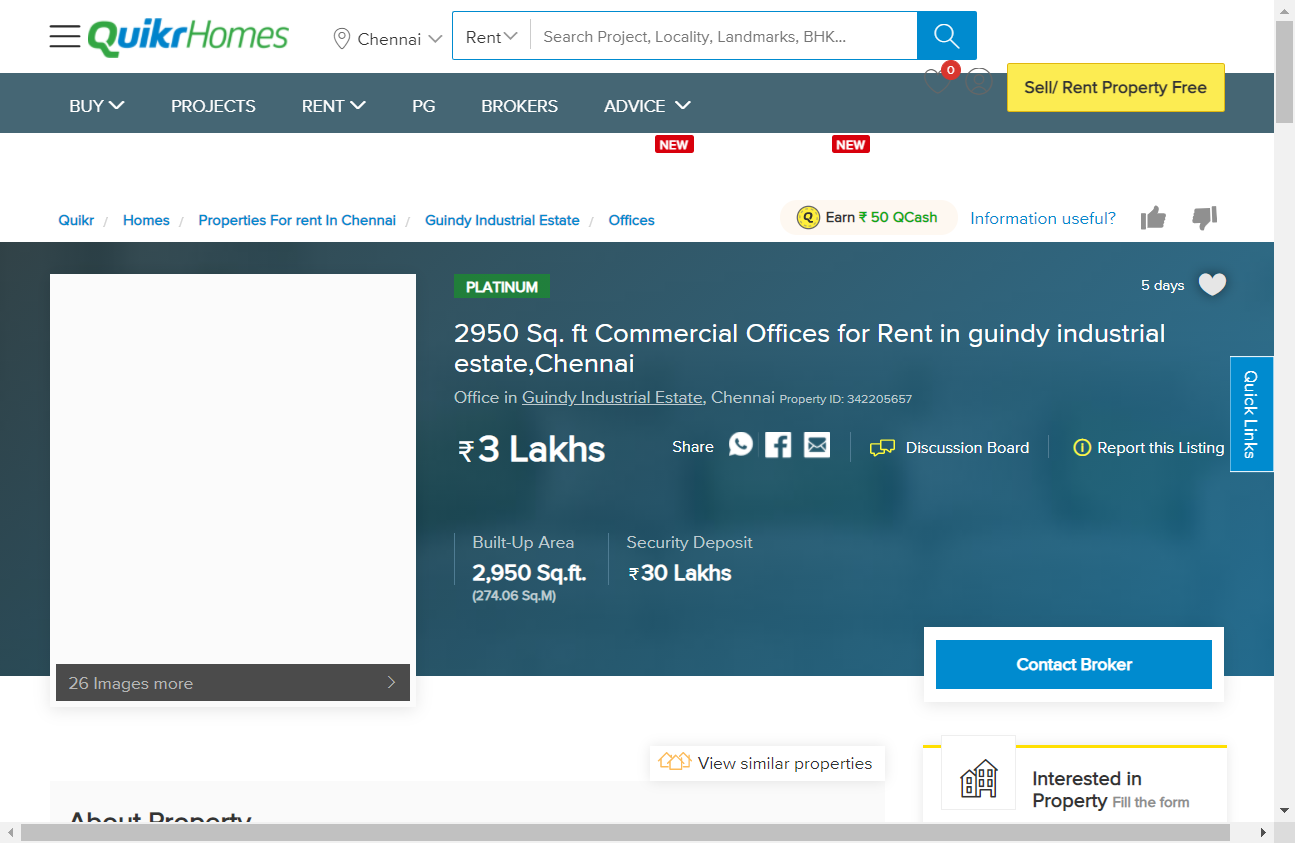 QuikrHomes
Chennai
Rent
Search Project, Locality, Landmarks, BHK...
0
Sell/ Rent Property Free
BUY
PROJECTS
RENT
PG
BROKERS
ADVICE
NEW
NEW
Quikr / Homes / Properties For rent In Chennai / Guindy Industrial Estate / Offices
Q Earn ₹ 50 QCash
Information useful?
PLATINUM
5 days
2950 Sq. ft Commercial Offices for Rent in guindy industrial
estate,Chennai
Office in Guindy Industrial Estate, Chennai Property ID: 342205657
₹ 3 Lakhs
Share
Discussion Board
Report this Listing
Quick Links
Built-Up Area
2,950 Sq.ft.
(274.06 Sq.M)
Security Deposit
₹ 30 Lakhs
Contact Broker
26 Images more
View similar properties
Interested in
Property Fill the form
About Property